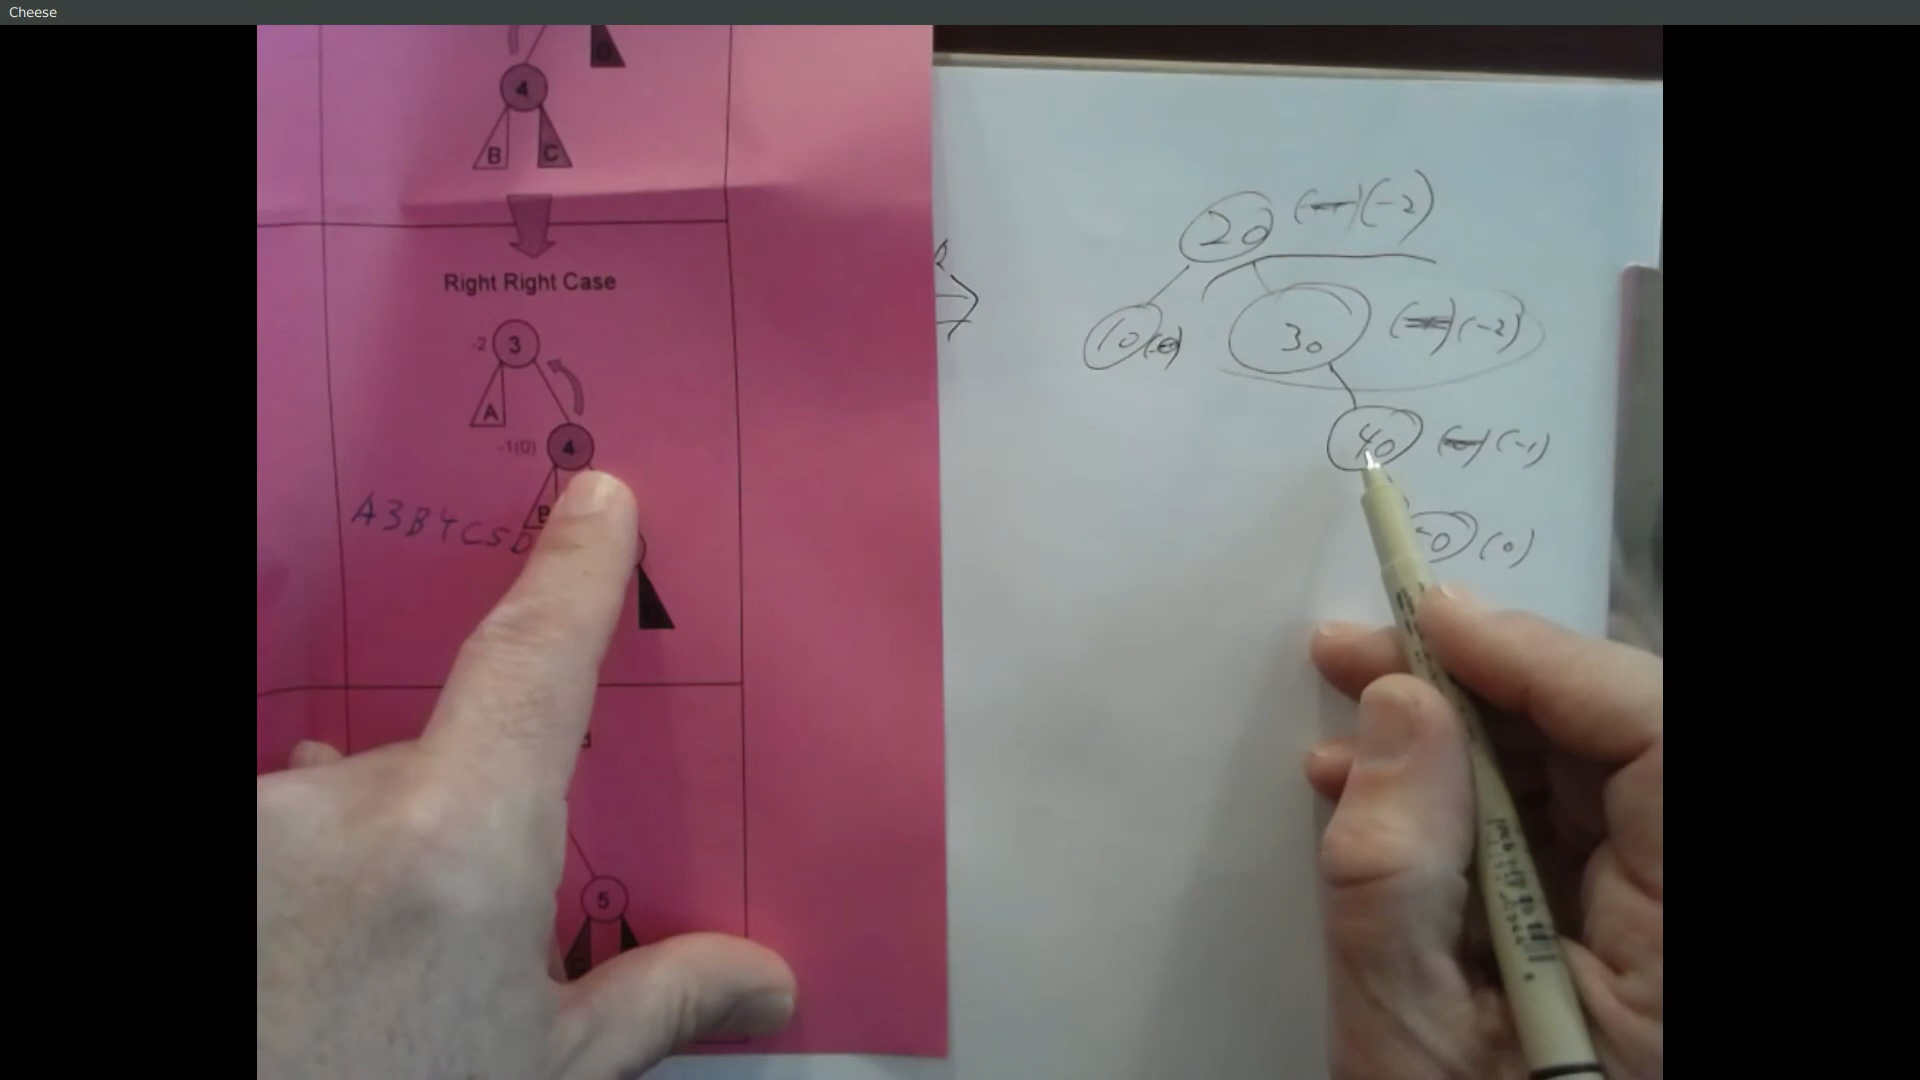 Cheese
4
B C
Right Right Case
-2 3
A
-1(0) 4
B
A3B4C5D
5
20 (-2)
10
30 (-2)
40 (-1)
(0)